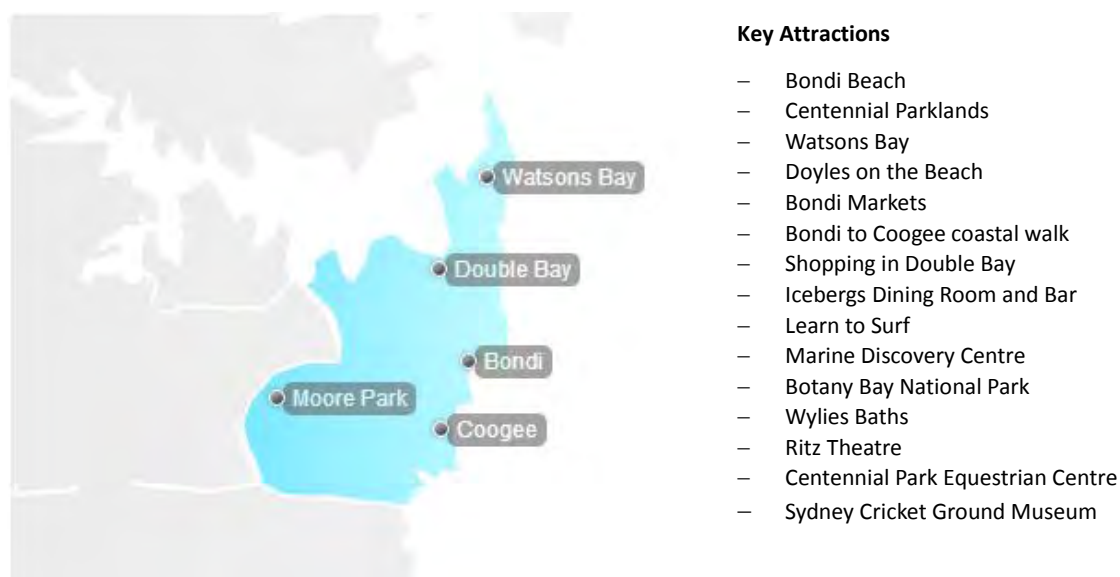 Watsons Bay
Double Bay
Bondi
Moore Park
Coogee
Key Attractions
– Bondi Beach
– Centennial Parklands
– Watsons Bay
– Doyles on the Beach
– Bondi Markets
– Bondi to Coogee coastal walk
– Shopping in Double Bay
– Icebergs Dining Room and Bar
– Learn to Surf
– Marine Discovery Centre
– Botany Bay National Park
– Wylies Baths
– Ritz Theatre
– Centennial Park Equestrian Centre
– Sydney Cricket Ground Museum